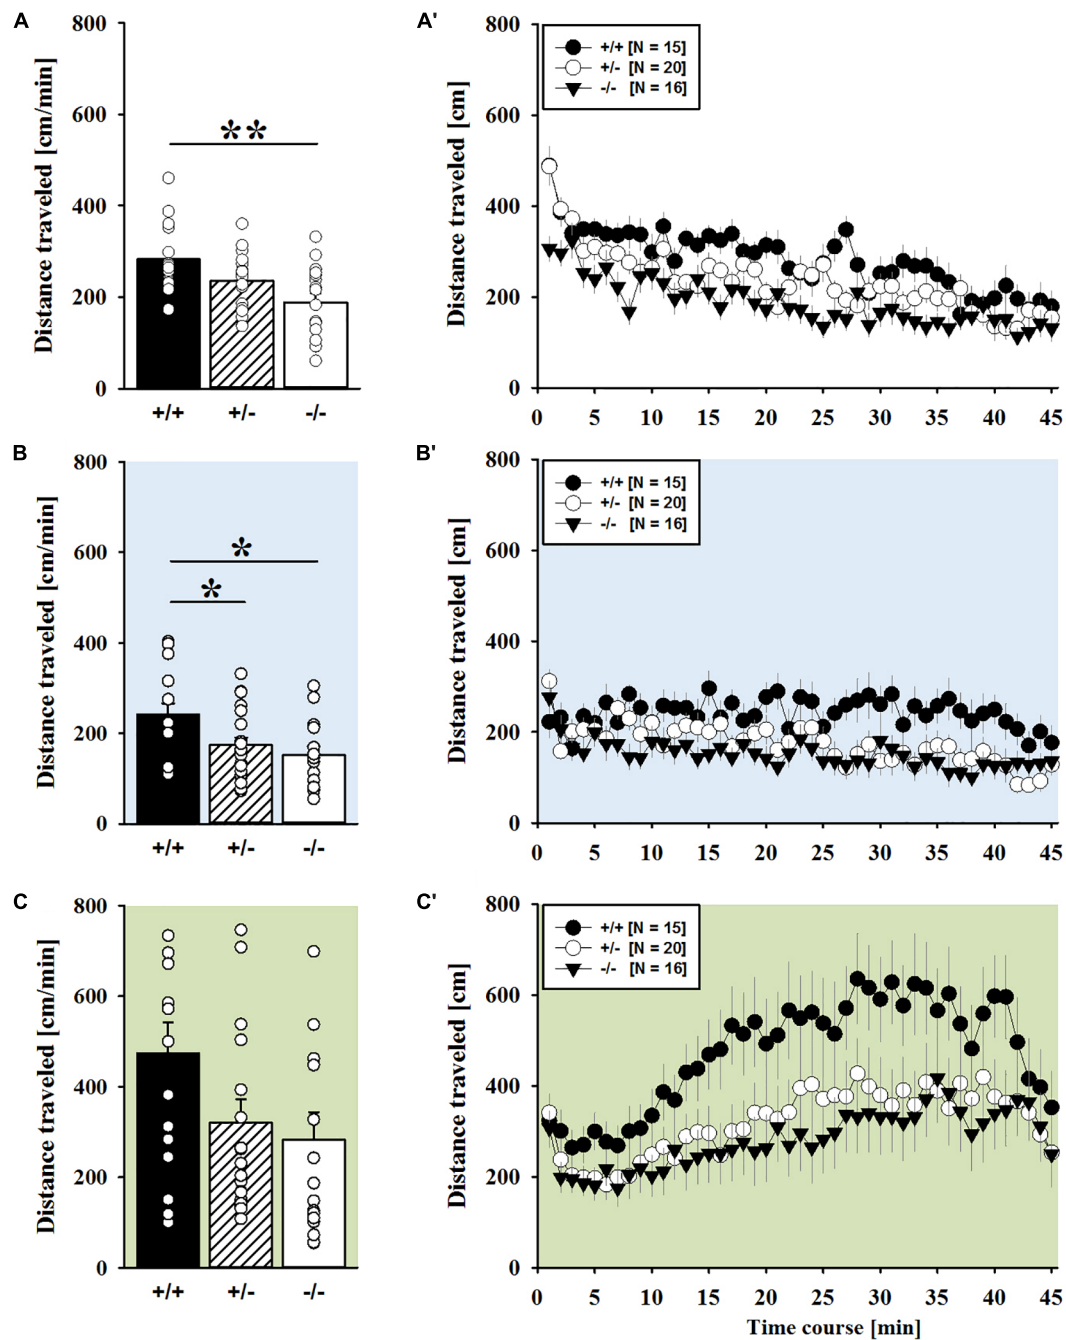 A
Distance traveled [cm/min]
800
600
400
200
0
**
+/+ +/- -/-
A'
Distance traveled [cm]
800
600
400
200
0
+/+ [N = 15]
+/- [N = 20]
-/- [N = 16]
0 5 10 15 20 25 30 35 40 45
B
Distance traveled [cm/min]
800
600
400
200
0
*
*
+/+ +/- -/-
B'
Distance traveled [cm]
800
600
400
200
0
+/+ [N = 15]
+/- [N = 20]
-/- [N = 16]
0 5 10 15 20 25 30 35 40 45
C
Distance traveled [cm/min]
800
600
400
200
0
+/+ +/- -/-
C'
Distance traveled [cm]
800
600
400
200
0
+/+ [N = 15]
+/- [N = 20]
-/- [N = 16]
0 5 10 15 20 25 30 35 40 45
Time course [min]